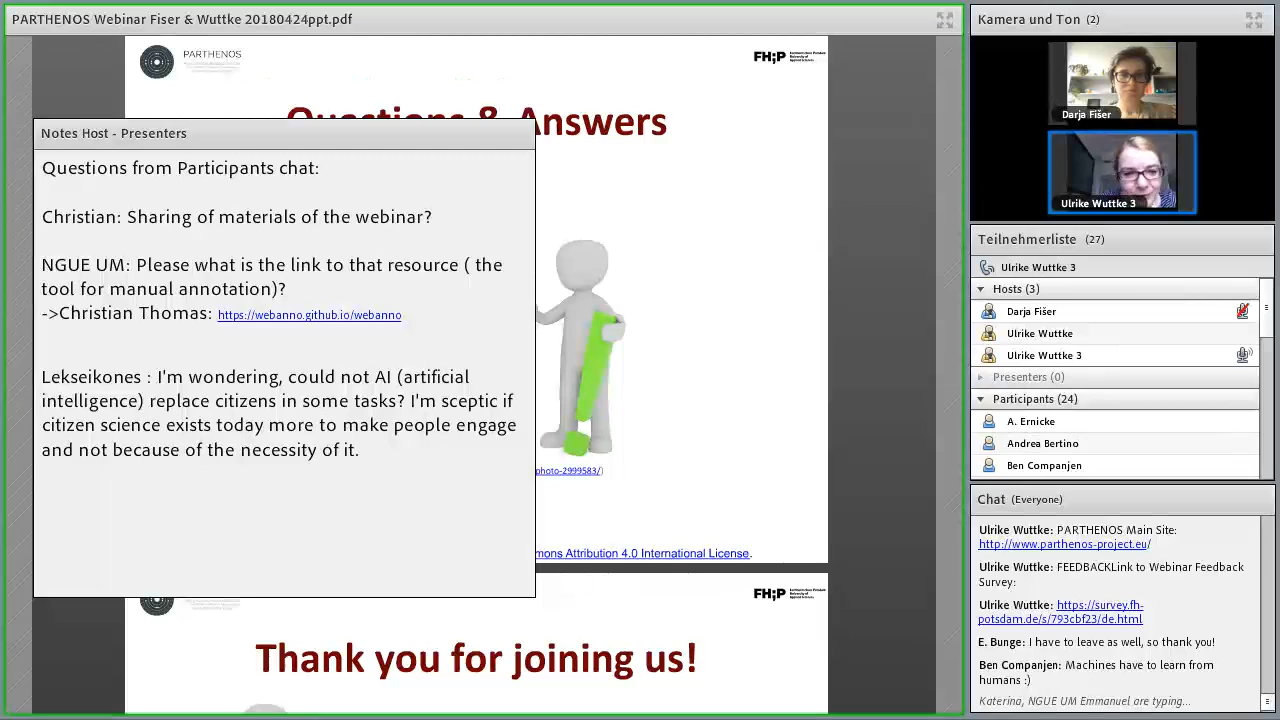 PARTHENOS Webinar Fiser & Wuttke 20180424ppt.pdf
PARTHENOS
FH;P
Questions & Answers
Notes Host - Presenters
Questions from Participants chat:
Christian: Sharing of materials of the webinar?
NGUE UM: Please what is the link to that resource ( the
tool for manual annotation)?
->Christian Thomas: https://webanno.github.io/webanno
Lekseikones : I'm wondering, could not AI (artificial
intelligence) replace citizens in some tasks? I'm sceptic if
citizen science exists today more to make people engage
and not because of the necessity of it.
photo-2999583/)
mons Attribution 4.0 International License.
FH;P
Thank you for joining us!
Kamera und Ton (2)
Darja Fišer
Ulrike Wuttke 3
Teilnehmerliste (27)
Ulrike Wuttke 3
Hosts (3)
Darja Fišer
Ulrike Wuttke
Ulrike Wuttke 3
Presenters (0)
Participants (24)
A. Ernicke
Andrea Bertino
Ben Companjen
Chat (Everyone)
Ulrike Wuttke: PARTHENOS Main Site:
http://www.parthenos-project.eu/
Ulrike Wuttke: FEEDBACKLink to Webinar Feedback
Survey:
Ulrike Wuttke: https://survey.fh-
potsdam.de/s/793cbf23/de.html
E. Bunge: I have to leave as well, so thank you!
Ben Companjen: Machines have to learn from
humans :)
Katerina, NGUE UM Emmanuel are typing...